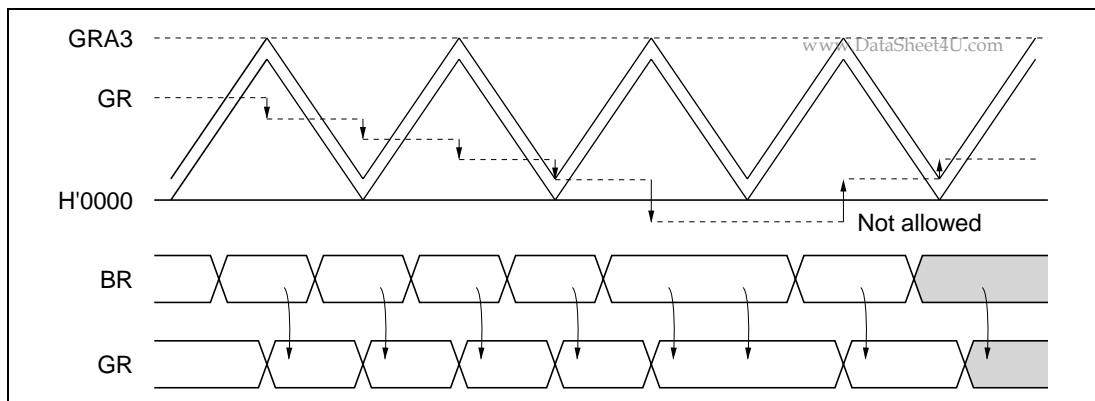 GRA3
www.DataSheet4U.com
GR
H'0000
Not allowed
BR
GR